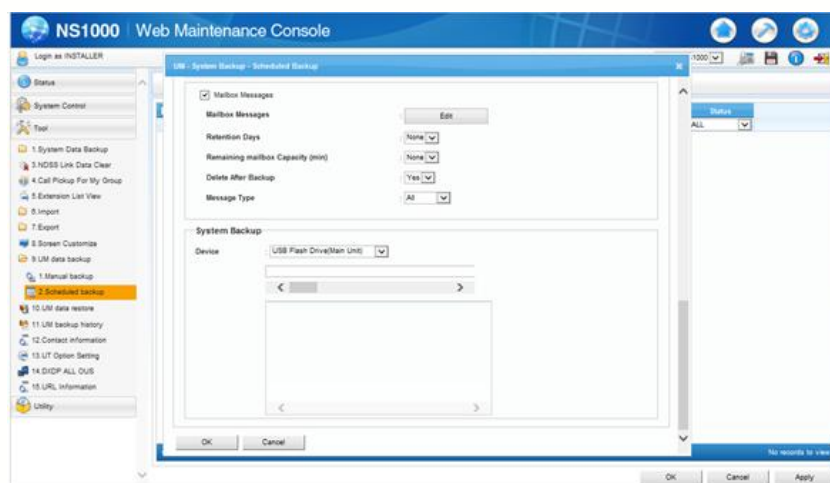 NS1000 Web Maintenance Console
Login as INSTALLER
1000
UM - System Backup - Scheduled Backup
Status
System Control
Tool
1.System Data Backup
3.NDSS Link Data Clear
4.Call Pickup For My Group
5.Extension List View
6.Import
7.Export
8.Screen Customize
9.UM data backup
1.Manual backup
2.Scheduled backup
10.UM data restore
11.UM backup history
12.Contact information
13.UT Option Setting
14.DXDP ALL OUS
15.URL Information
Utility
Mailbox Messages
Mailbox Messages : Edit
Retention Days : None
Remaining mailbox Capacity (min) : None
Delete After Backup : Yes
Message Type : All
System Backup
Device : USB Flash Drive(Main Unit)
OK Cancel
Status
ALL
No records to view
OK Cancel Apply